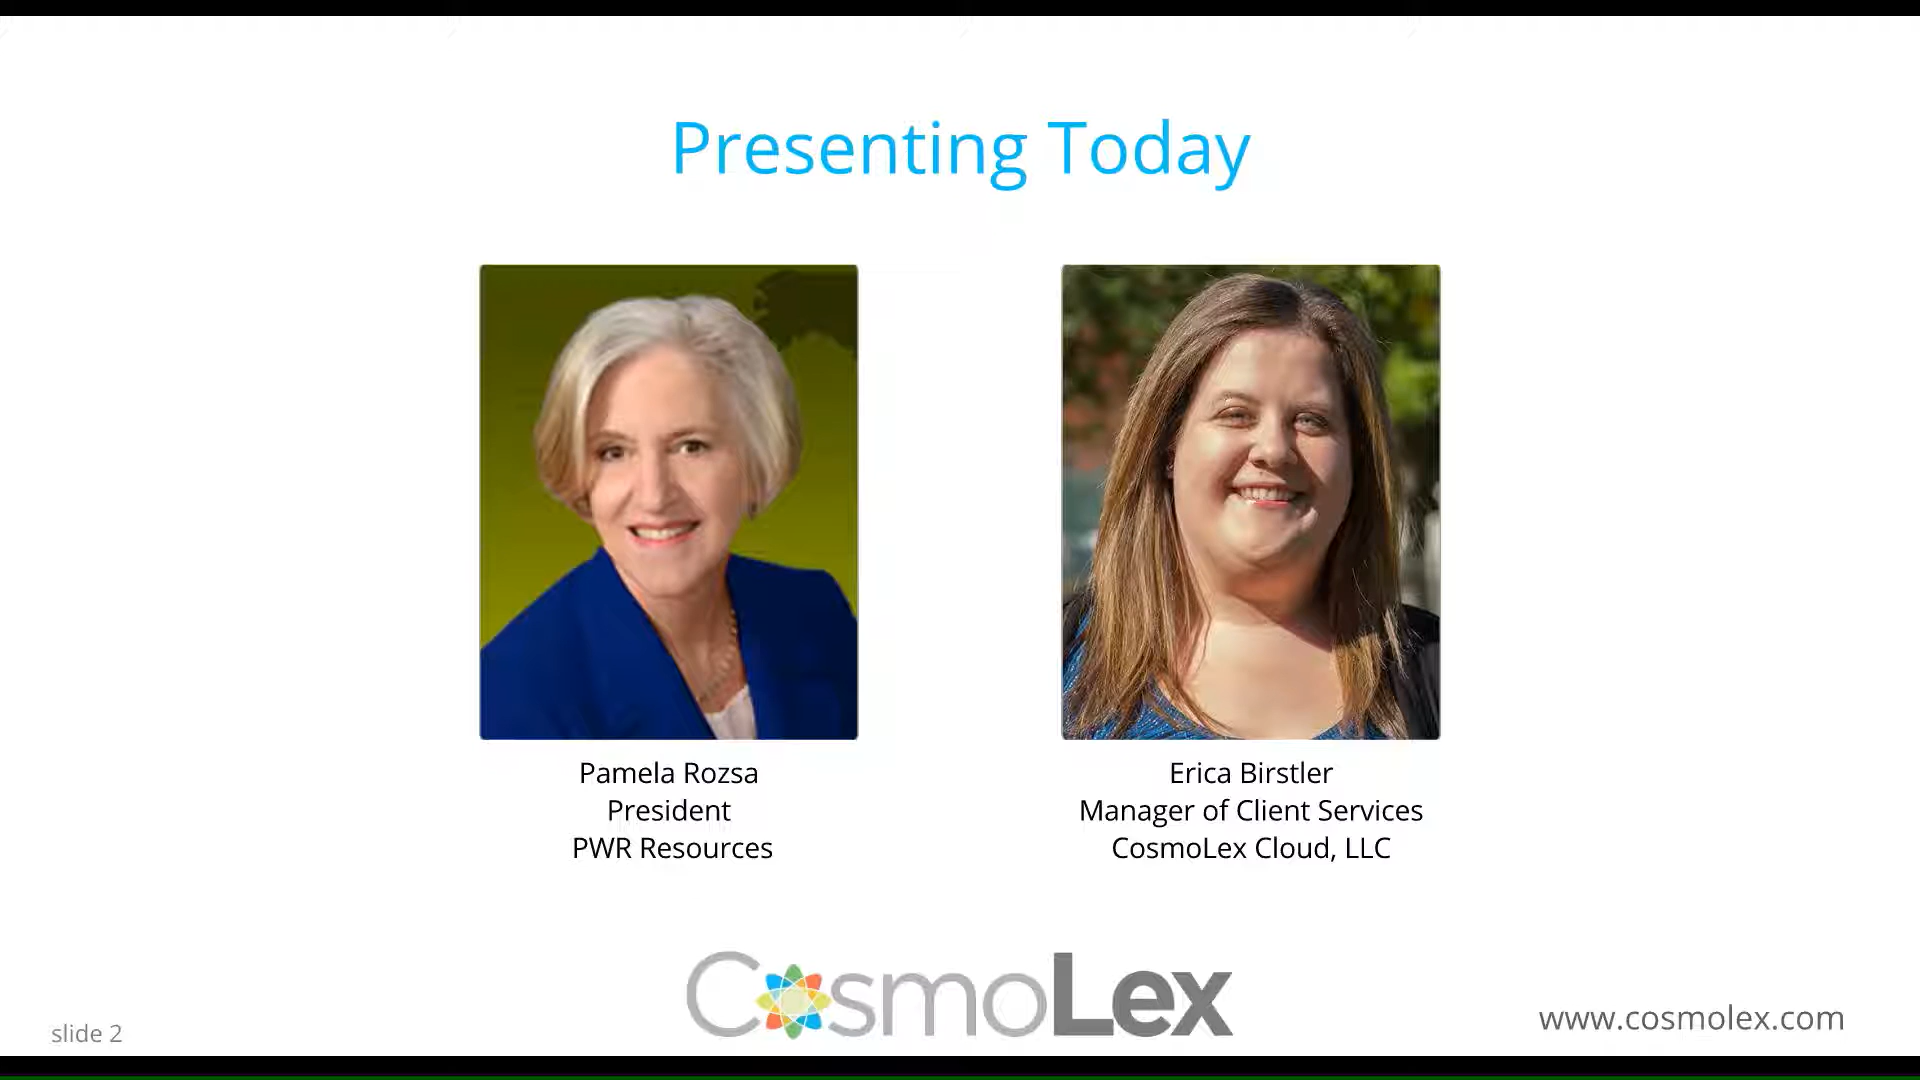 Presenting Today
Pamela Rozsa
President
PWR Resources
Erica Birstler
Manager of Client Services
CosmoLex Cloud, LLC
CosmoLex
slide 2
www.cosmolex.com